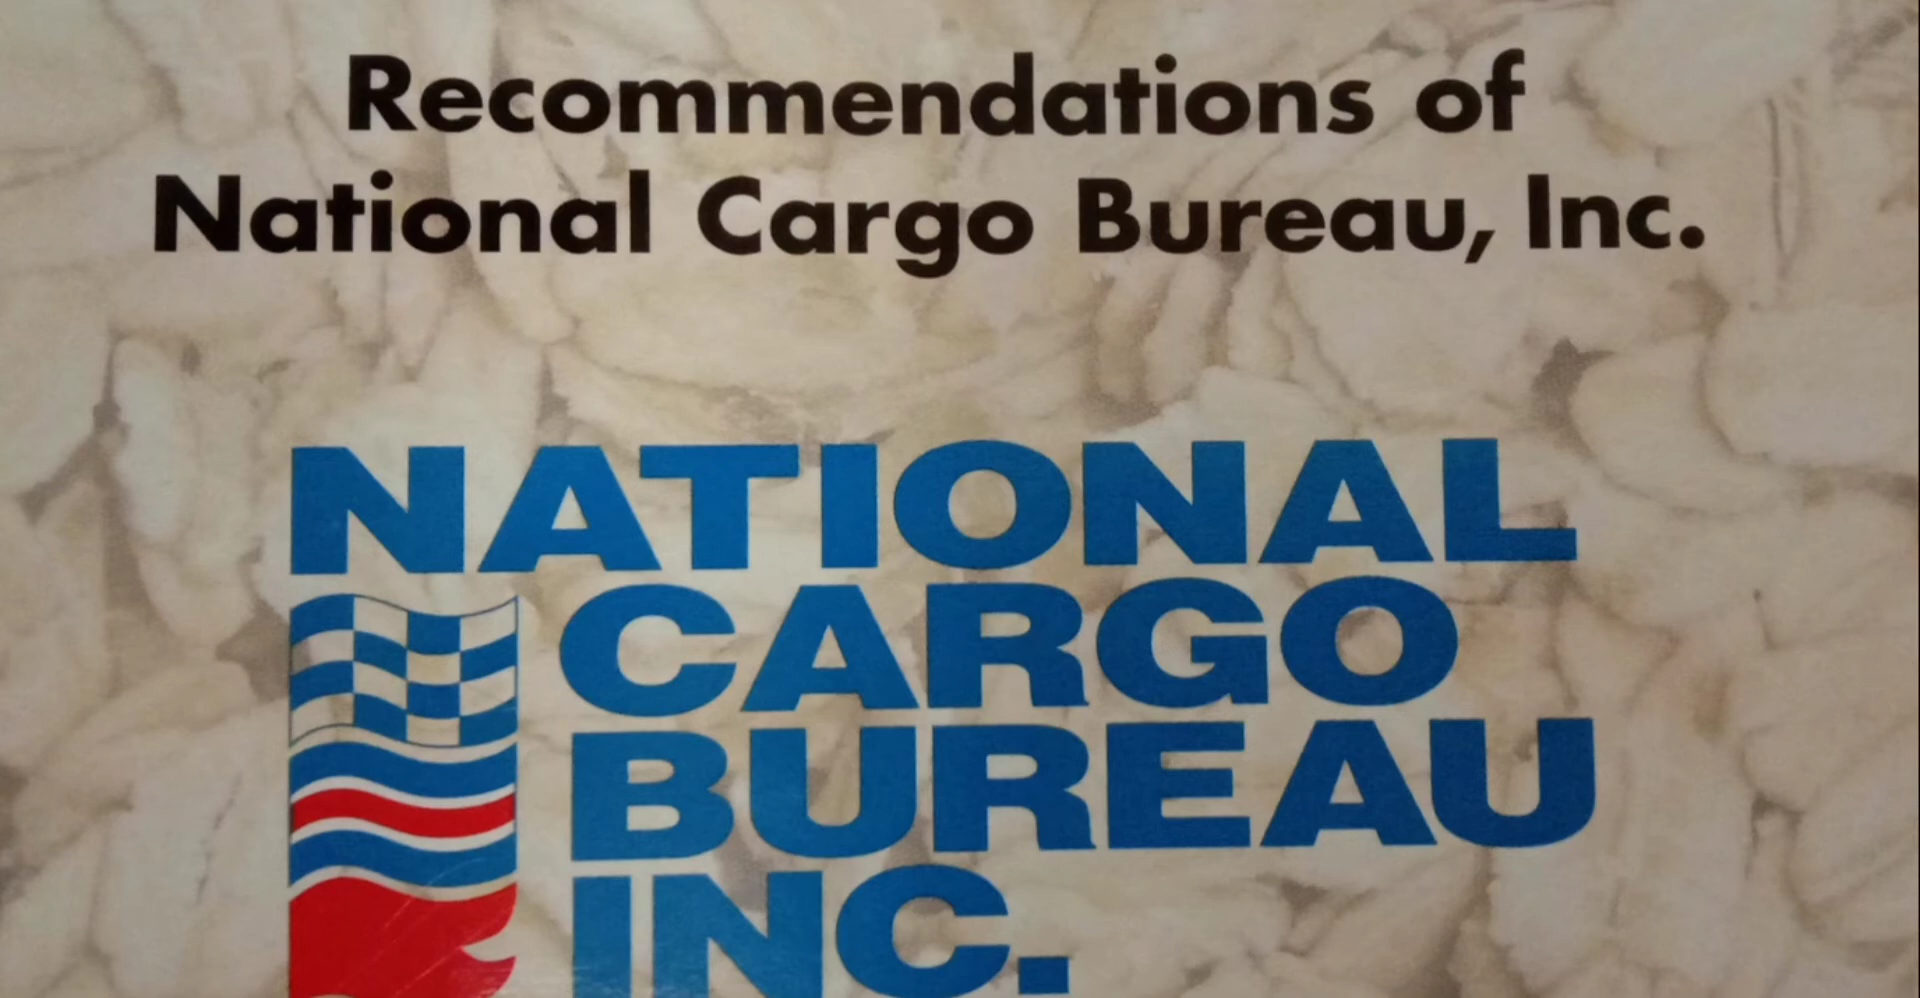 Recommendations of
National Cargo Bureau, Inc.
NATIONAL
CARGO
BUREAU
INC.